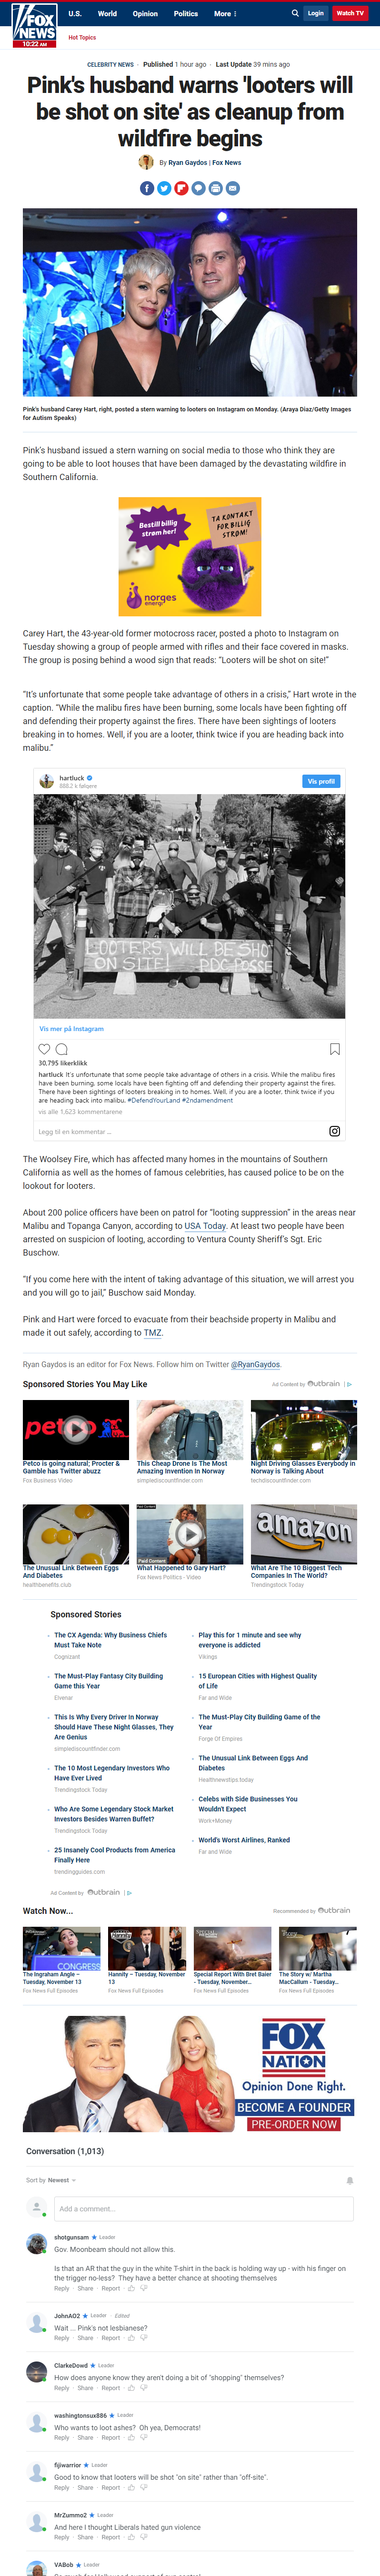 FOX
NEWS
10:22 AM
U.S. World Opinion Politics More
Login Watch TV
Hot Topics
CELEBRITY NEWS · Published 1 hour ago · Last Update 39 mins ago
Pink's husband warns 'looters will
be shot on site' as cleanup from
wildfire begins
By Ryan Gaydos | Fox News
Pink's husband Carey Hart, right, posted a stern warning to looters on Instagram on Monday. (Araya Diaz/Getty Images
for Autism Speaks)
Pink's husband issued a stern warning on social media to those who think they are
going to be able to loot houses that have been damaged by the devastating wildfire in
Southern California.
Bestill billig
strøm her!
TA KONTAKT
FOR BILLIG
STRØM!
norges
energi
Carey Hart, the 43-year-old former motocross racer, posted a photo to Instagram on
Tuesday showing a group of people armed with rifles and their face covered in masks.
The group is posing behind a wood sign that reads: "Looters will be shot on site!"
"It's unfortunate that some people take advantage of others in a crisis," Hart wrote in the
caption. "While the malibu fires have been burning, some locals have been fighting off
and defending their property against the fires. There have been sightings of looters
breaking in to homes. Well, if you are a looter, think twice if you are heading back into
malibu."
hartluck
888,2 k følgere
Vis profil
LOOTERS WILL BE SHOT
ON SITE! - PDC-POSSE
Vis mer på Instagram
30,795 likerklikk
hartluck It's unfortunate that some people take advantage of others in a crisis. While the malibu fires
have been burning, some locals have been fighting off and defending their property against the fires.
There have been sightings of looters breaking in to homes. Well, if you are a looter, think twice if you
are heading back into malibu. #DefendYourLand #2ndamendment
vis alle 1,623 kommentarene
Legg til en kommentar ...
The Woolsey Fire, which has affected many homes in the mountains of Southern
California as well as the homes of famous celebrities, has caused police to be on the
lookout for looters.
About 200 police officers have been on patrol for "looting suppression" in the areas near
Malibu and Topanga Canyon, according to USA Today. At least two people have been
arrested on suspicion of looting, according to Ventura County Sheriff's Sgt. Eric
Buschow.
"If you come here with the intent of taking advantage of this situation, we will arrest you
and you will go to jail," Buschow said Monday.
Pink and Hart were forced to evacuate from their beachside property in Malibu and
made it out safely, according to TMZ.
Ryan Gaydos is an editor for Fox News. Follow him on Twitter @RyanGaydos.
Sponsored Stories You May Like
Ad Content by Outbrain
Petco is going natural; Procter &
Gamble has Twitter abuzz
Fox Business Video
This Cheap Drone Is The Most
Amazing Invention In Norway
simplediscountfinder.com
Night Driving Glasses Everybody in
Norway is Talking About
techdiscountfinder.com
Paid Content
amazon
The Unusual Link Between Eggs
And Diabetes
healthbenefits.club
What Happened to Gary Hart?
Fox News Politics - Video
What Are The 10 Biggest Tech
Companies In The World?
Trendingstock Today
Sponsored Stories
The CX Agenda: Why Business Chiefs
Must Take Note
Cognizant
The Must-Play Fantasy City Building
Game this Year
Elvenar
This Is Why Every Driver In Norway
Should Have These Night Glasses, They
Are Genius
simplediscountfinder.com
The 10 Most Legendary Investors Who
Have Ever Lived
Trendingstock Today
Who Are Some Legendary Stock Market
Investors Besides Warren Buffet?
Trendingstock Today
25 Insanely Cool Products from America
Finally Here
trendingguides.com
Play this for 1 minute and see why
everyone is addicted
Vikings
15 European Cities with Highest Quality
of Life
Far and Wide
The Must-Play City Building Game of the
Year
Forge Of Empires
The Unusual Link Between Eggs And
Diabetes
Healthnewstips.today
Celebs with Side Businesses You
Wouldn't Expect
Work+Money
World's Worst Airlines, Ranked
Far and Wide
Ad Content by Outbrain
Watch Now...
Recommended by Outbrain
CONGRESS
The Ingraham Angle -
Tuesday, November 13
Fox News Full Episodes
Hannity – Tuesday, November
13
Fox News Full Episodes
Special Report With Bret Baier
- Tuesday, November...
Fox News Full Episodes
The Story w/ Martha
MacCallum - Tuesday...
Fox News Full Episodes
FOX
NATION
Opinion Done Right.
BECOME A FOUNDER
PRE-ORDER NOW
Conversation (1,013)
Sort by Newest
Add a comment...
shotgunsam Leader
Gov. Moonbeam should not allow this.
Is that an AR that the guy in the white T-shirt in the back is holding way up - with his finger on
the trigger no-less? They have a better chance at shooting themselves
Reply · Share · Report
JohnAO2 Leader · Edited
Wait ... Pink's not lesbianese?
Reply · Share · Report
ClarkeDowd Leader
How does anyone know they aren't doing a bit of "shopping" themselves?
Reply · Share · Report
washingtonsux886 Leader
Who wants to loot ashes? Oh yea, Democrats!
Reply · Share · Report
fijiwarrior Leader
Good to know that looters will be shot "on site" rather than "off-site".
Reply · Share · Report
MrZummo2 Leader
And here I thought Liberals hated gun violence
Reply · Share · Report
VABob Leader